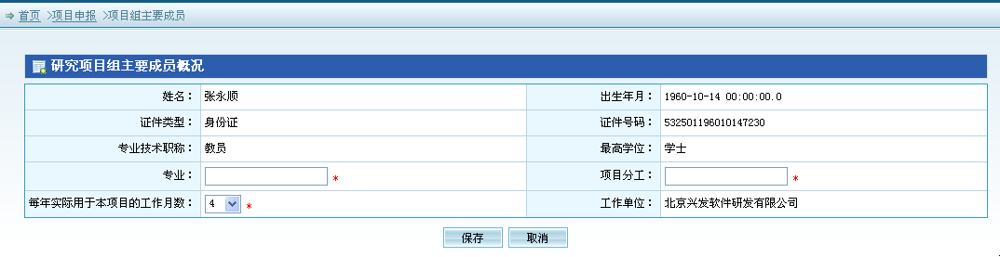 首页 >项目申报 >项目组主要成员
研究项目组主要成员概况
姓名： 张永顺 出生年月： 1960-10-14 00:00:00.0
证件类型： 身份证 证件号码： 532501196010147230
专业技术职称： 教员 最高学位： 学士
专业： * 项目分工： *
每年实际用于本项目的工作月数： 4 * 工作单位： 北京兴发软件研发有限公司
保存 取消